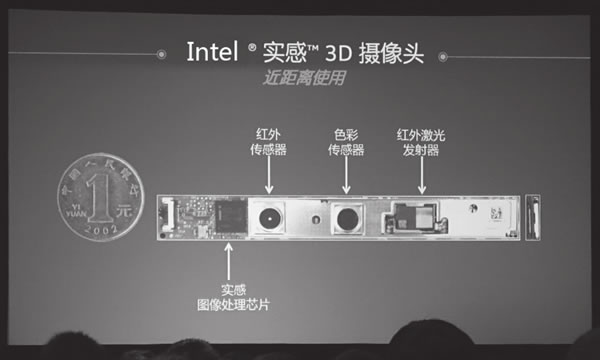 Intel ® 实感™ 3D 摄像头
近距离使用
红外
传感器
色彩
传感器
红外激光
发射器
中国人民银行
1
元
YI
YUAN
2002
实感
图像处理芯片